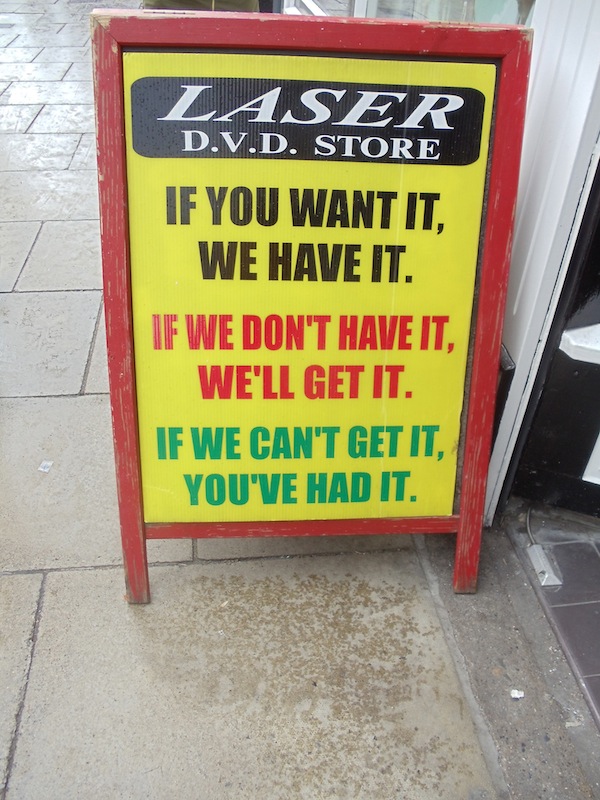 LASER
D.V.D. STORE
IF YOU WANT IT,
WE HAVE IT.
IF WE DON'T HAVE IT,
WE'LL GET IT.
IF WE CAN'T GET IT,
YOU'VE HAD IT.